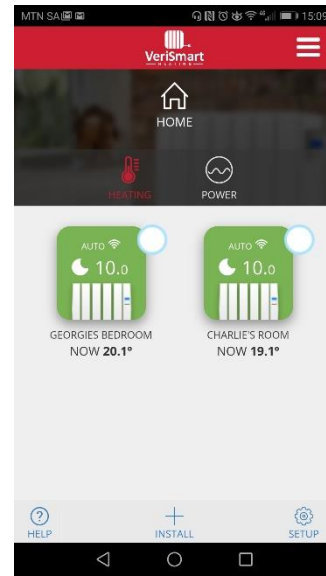 MTN SA 15:09
VeriSmart
HEATING
HOME
HEATING POWER
AUTO AUTO
10.0 10.0
GEORGIES BEDROOM CHARLIE'S ROOM
NOW 20.1° NOW 19.1°
HELP INSTALL SETUP